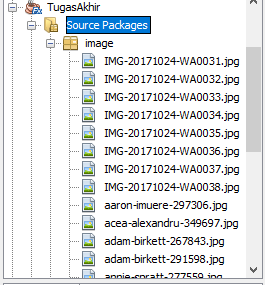 TugasAkhir
Source Packages
image
IMG-20171024-WA0031.jpg
IMG-20171024-WA0032.jpg
IMG-20171024-WA0033.jpg
IMG-20171024-WA0034.jpg
IMG-20171024-WA0035.jpg
IMG-20171024-WA0036.jpg
IMG-20171024-WA0037.jpg
IMG-20171024-WA0038.jpg
aaron-imuere-297306.jpg
acea-alexandru-349697.jpg
adam-birkett-267843.jpg
adam-birkett-291598.jpg
annie-spratt-277559.jpg